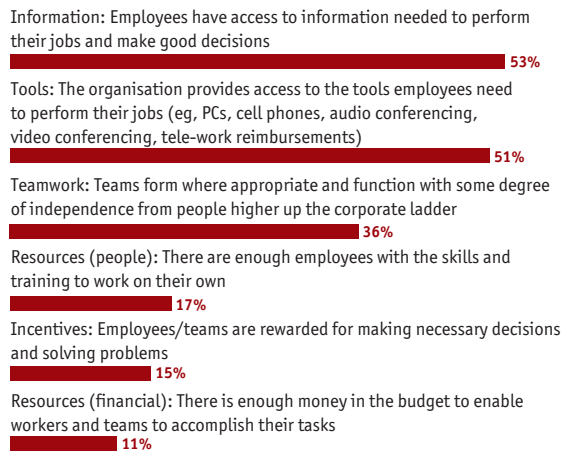 Information: Employees have access to information needed to perform
their jobs and make good decisions
53%
Tools: The organisation provides access to the tools employees need
to perform their jobs (eg, PCs, cell phones, audio conferencing,
video conferencing, tele-work reimbursements)
51%
Teamwork: Teams form where appropriate and function with some degree
of independence from people higher up the corporate ladder
36%
Resources (people): There are enough employees with the skills and
training to work on their own
17%
Incentives: Employees/teams are rewarded for making necessary decisions
and solving problems
15%
Resources (financial): There is enough money in the budget to enable
workers and teams to accomplish their tasks
11%